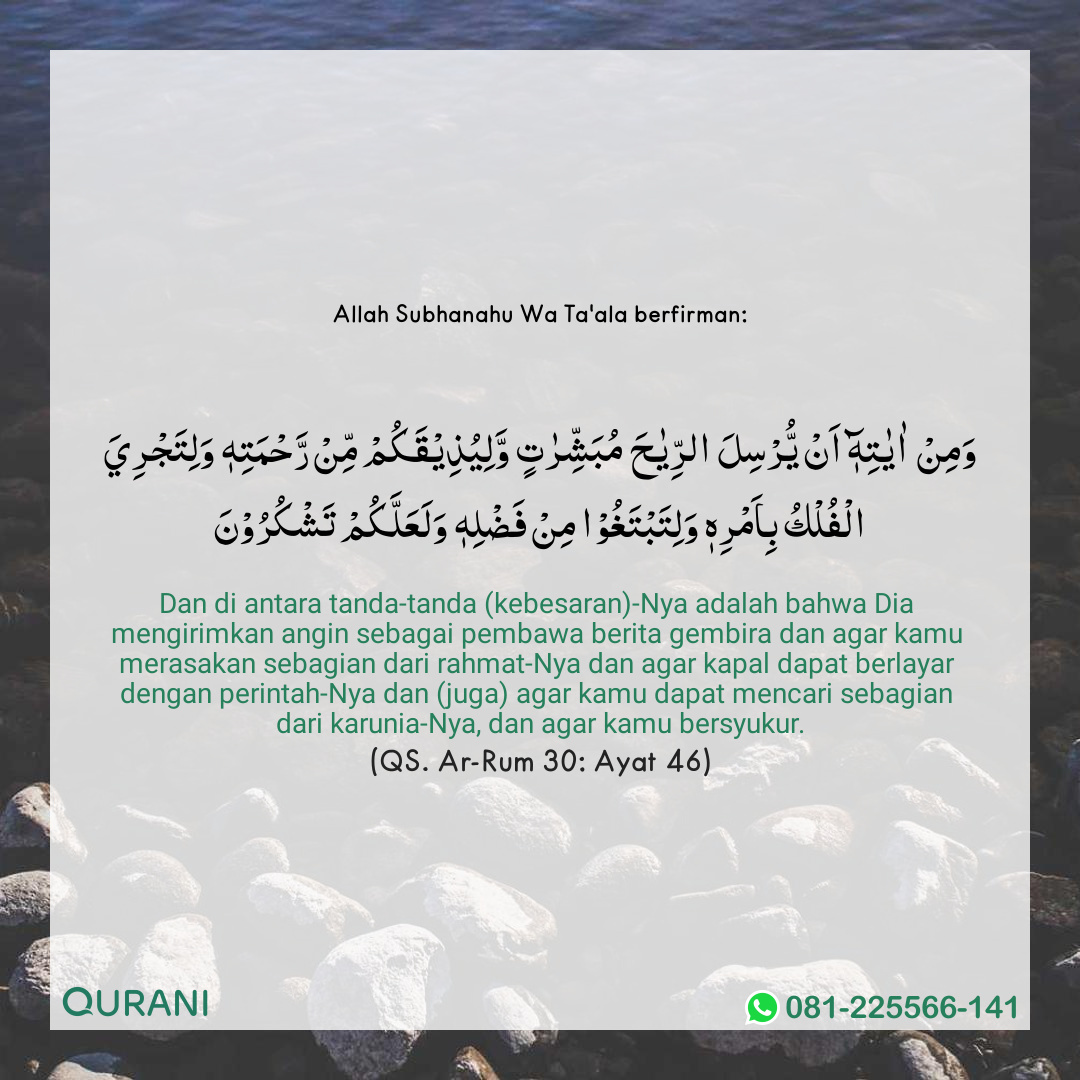 Allah Subhanahu Wa Ta'ala berfirman:
وَمِنْ اٰيٰتِهٖٓ اَنْ يُّرْسِلَ الرِّيٰحَ مُبَشِّرٰتٍ وَّلِيُذِيْقَكُمْ مِّنْ رَّحْمَتِهٖ وَلِتَجْرِيَ
الْفُلْكُ بِاَمْرِهٖ وَلِتَبْتَغُوْا مِنْ فَضْلِهٖ وَلَعَلَّكُمْ تَشْكُرُوْنَ
Dan di antara tanda-tanda (kebesaran)-Nya adalah bahwa Dia
mengirimkan angin sebagai pembawa berita gembira dan agar kamu
merasakan sebagian dari rahmat-Nya dan agar kapal dapat berlayar
dengan perintah-Nya dan (juga) agar kamu dapat mencari sebagian
dari karunia-Nya, dan agar kamu bersyukur.
(QS. Ar-Rum 30: Ayat 46)
QURANI
081-225566-141